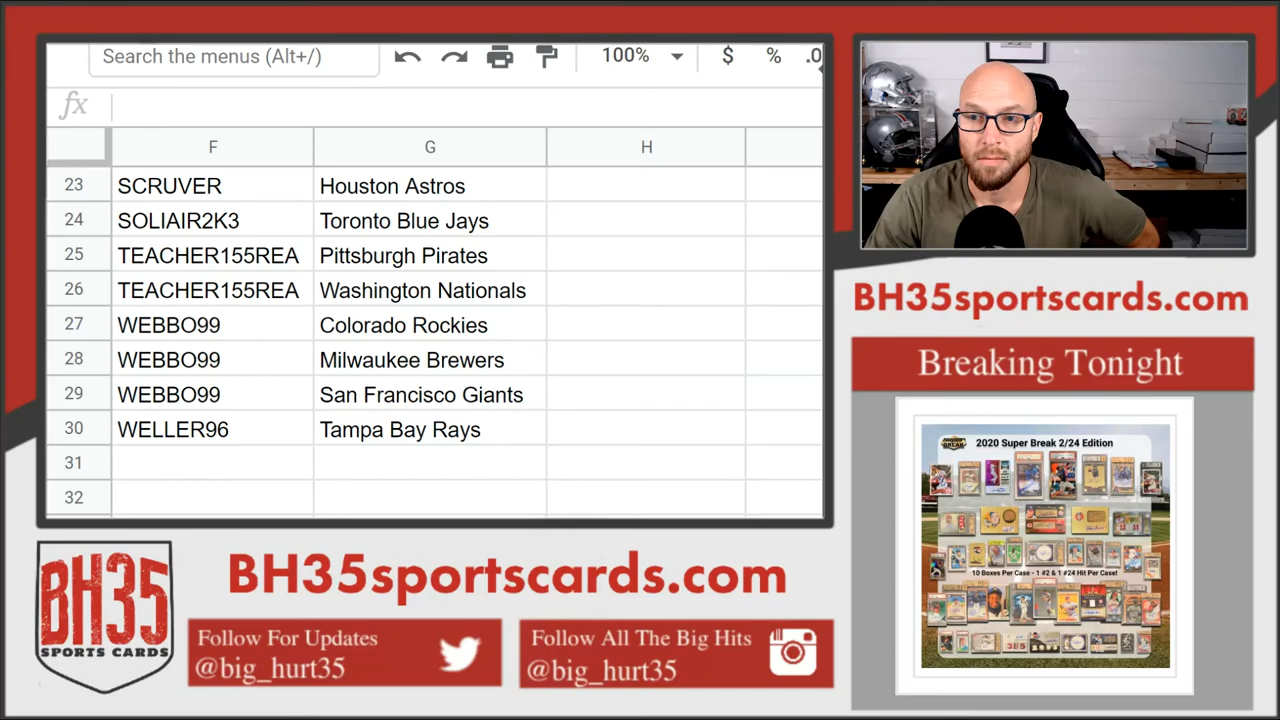 Search the menus (Alt+/)
100%
$
%
.0
fx
F
G
H
23 SCRUVER Houston Astros
24 SOLIAIR2K3 Toronto Blue Jays
25 TEACHER155REA Pittsburgh Pirates
26 TEACHER155REA Washington Nationals
27 WEBBO99 Colorado Rockies
28 WEBBO99 Milwaukee Brewers
29 WEBBO99 San Francisco Giants
30 WELLER96 Tampa Bay Rays
31
32
BH35sportscards.com
Breaking Tonight
2020 Super Break 2/24 Edition
10 Boxes Per Case - 1 #2 & 1 #24 Hit Per Case!
BH35
SPORTS CARDS
BH35sportscards.com
Follow For Updates
@big_hurt35
Follow All The Big Hits
@big_hurt35